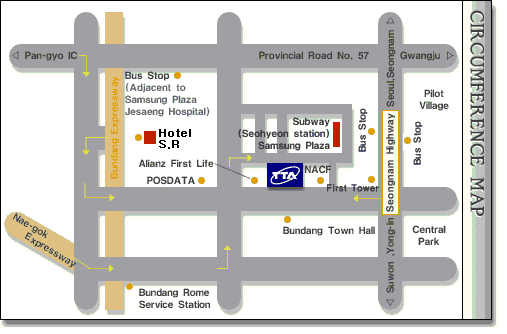 CIRCUMFERENCE MAP
Pan-gyo IC
Provincial Road No. 57
Gwangju
Seoul,Seongnam
Bus Stop
(Adjacent to
Samsung Plaza
Jesaeng Hospital)
Pilot
Village
Bundang Expressway
Subway
(Seohyeon station)
Samsung Plaza
Bus Stop
Bus Stop
Hotel
S,R
Seongnam Highway
Alianz First Life
TTA
NACF
POSDATA
First Tower
Nae-gok
Expressway
Bundang Town Hall
Central
Park
Suwon ,Yong-In
Bundang Rome
Service Station